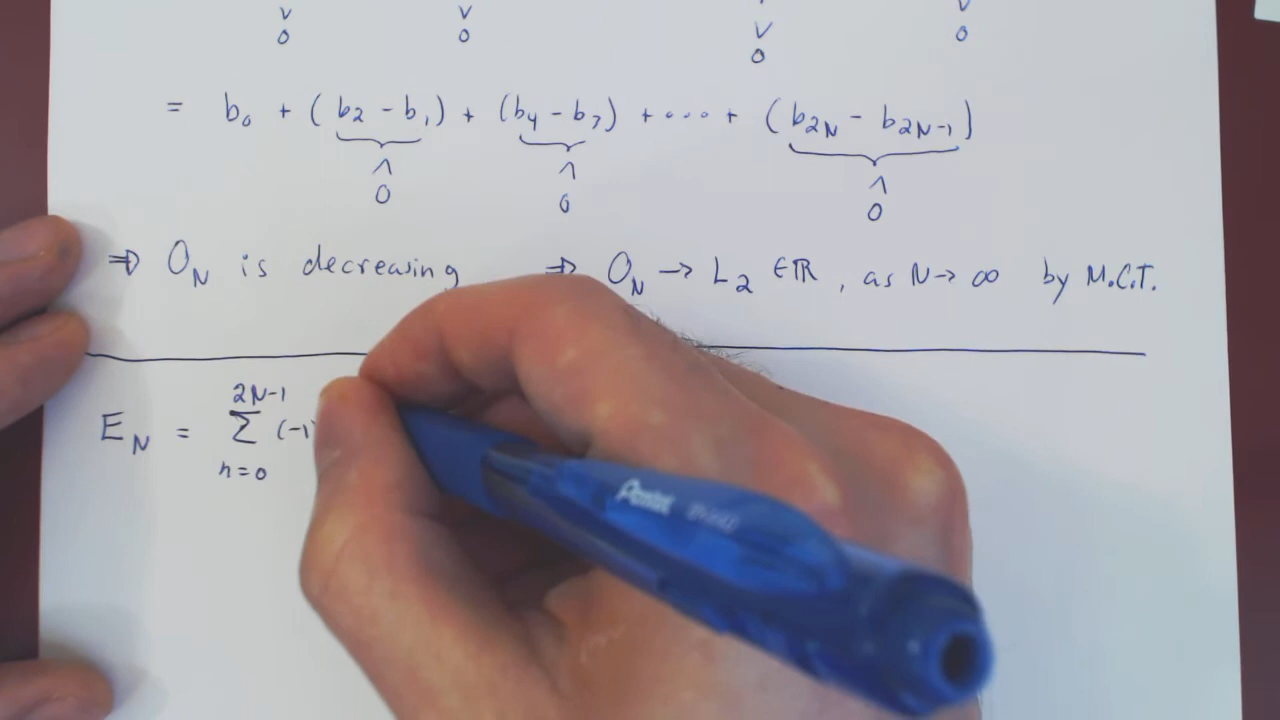 v v v v
0 0 0 0
= b₀ + (b₂ - b₁) + (b₄ - b₃) + ... + (b₂N - b₂N-1)
^ ^ ^
0 0 0
⇒ O_N is decreasing ⇒ O_N → L₂ ∈ ℝ, as N → ∞ by M.C.T.
2N-1
E_N = Σ (-1)
n=0
Pentel